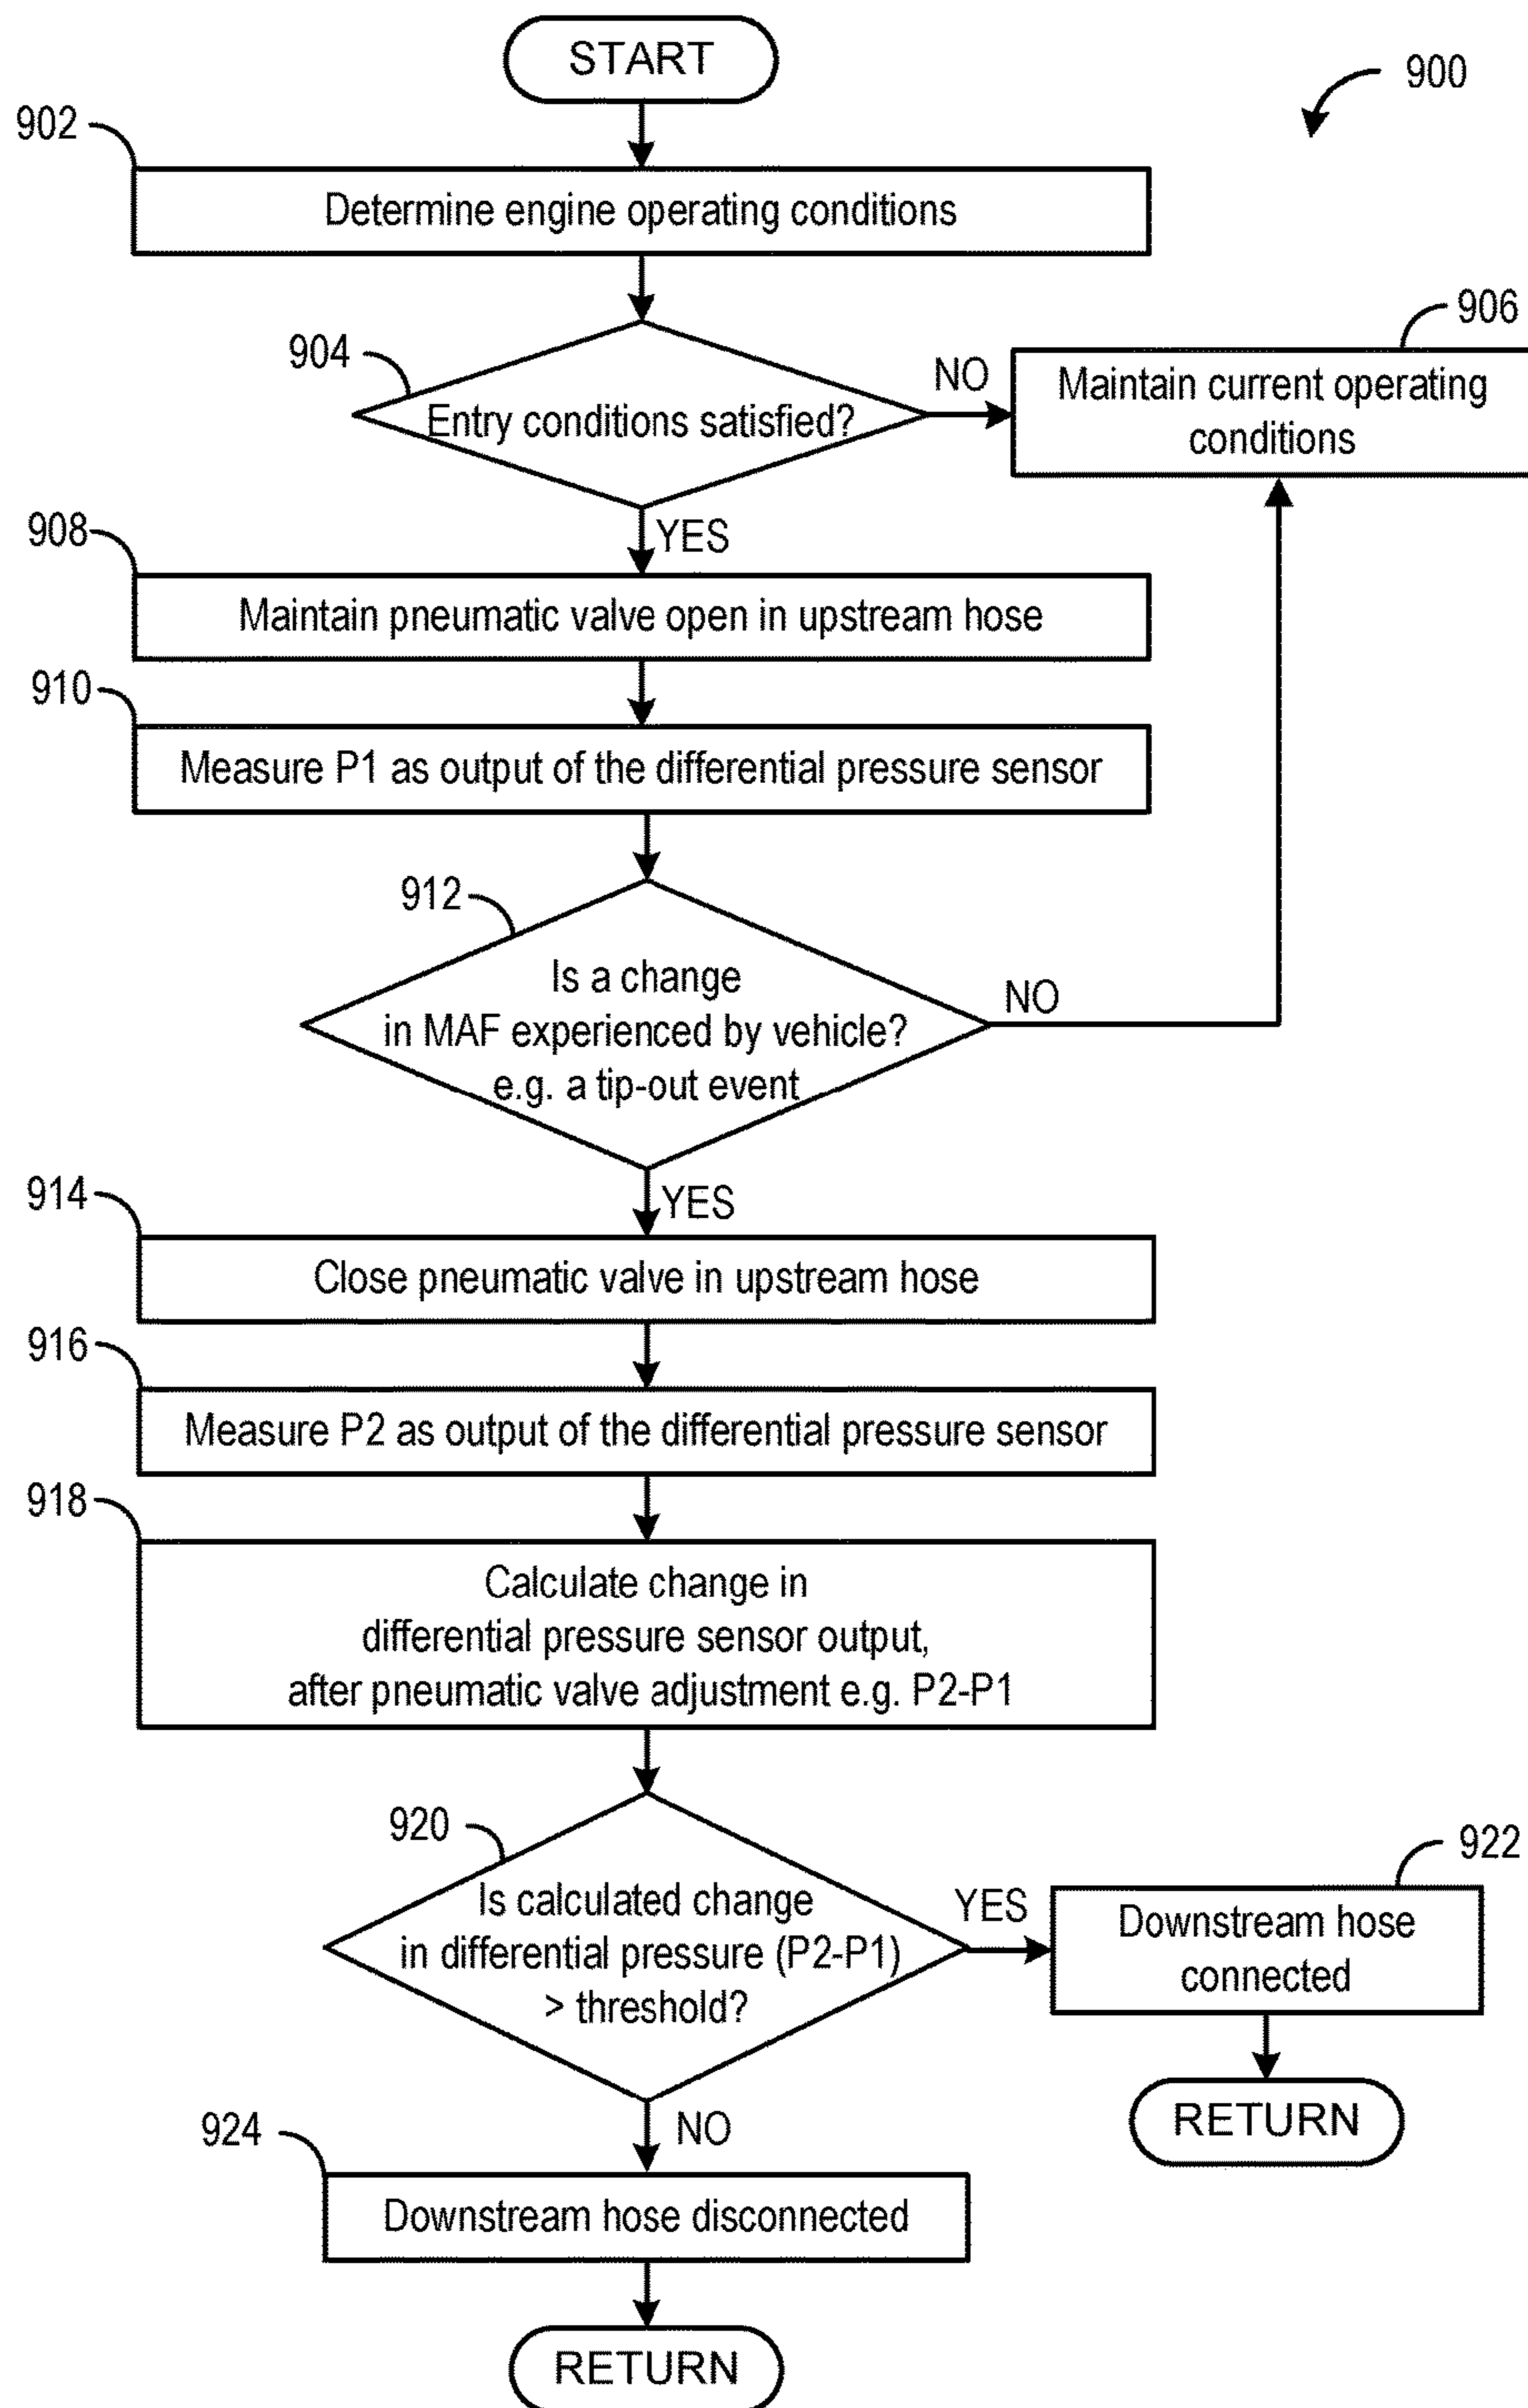 START
900
902
Determine engine operating conditions
904
Entry conditions satisfied?
NO
906
Maintain current operating
conditions
YES
908
Maintain pneumatic valve open in upstream hose
910
Measure P1 as output of the differential pressure sensor
912
Is a change
in MAF experienced by vehicle?
e.g. a tip-out event
NO
YES
914
Close pneumatic valve in upstream hose
916
Measure P2 as output of the differential pressure sensor
918
Calculate change in
differential pressure sensor output,
after pneumatic valve adjustment e.g. P2-P1
920
Is calculated change
in differential pressure (P2-P1)
> threshold?
YES
922
Downstream hose
connected
RETURN
NO
924
Downstream hose disconnected
RETURN